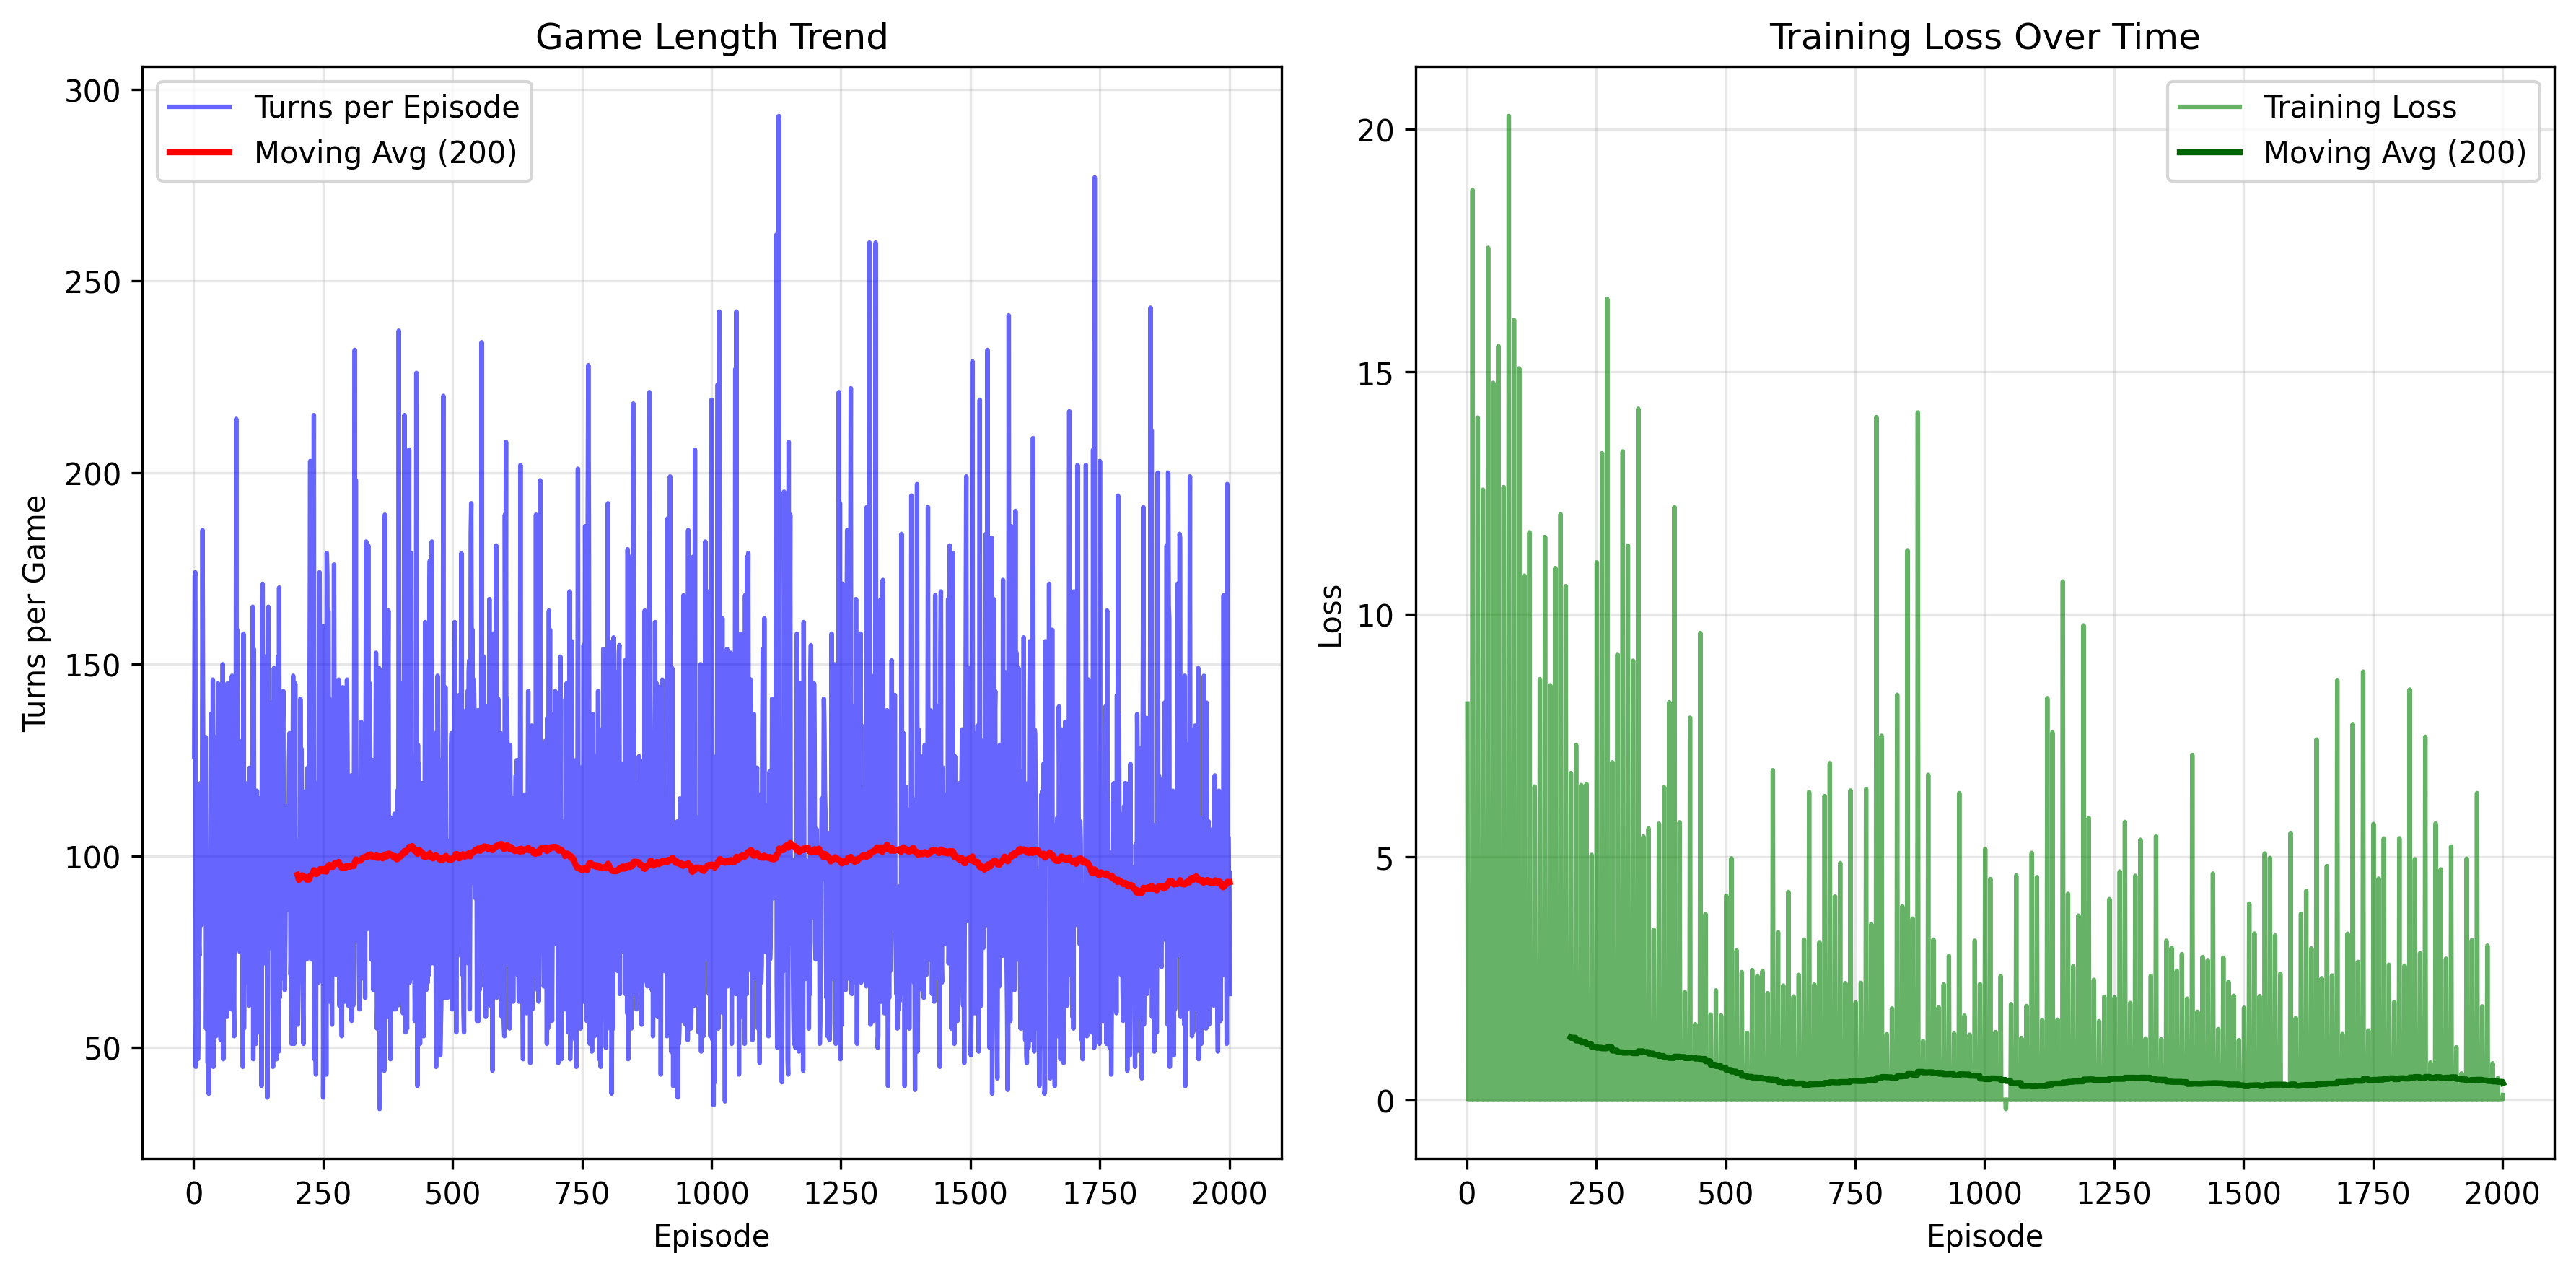 Game Length Trend
Turns per Episode
Moving Avg (200)
300
250
200
150
100
50
Turns per Game
0 250 500 750 1000 1250 1500 1750 2000
Episode
Training Loss Over Time
Training Loss
Moving Avg (200)
20
15
10
5
0
Loss
0 250 500 750 1000 1250 1500 1750 2000
Episode